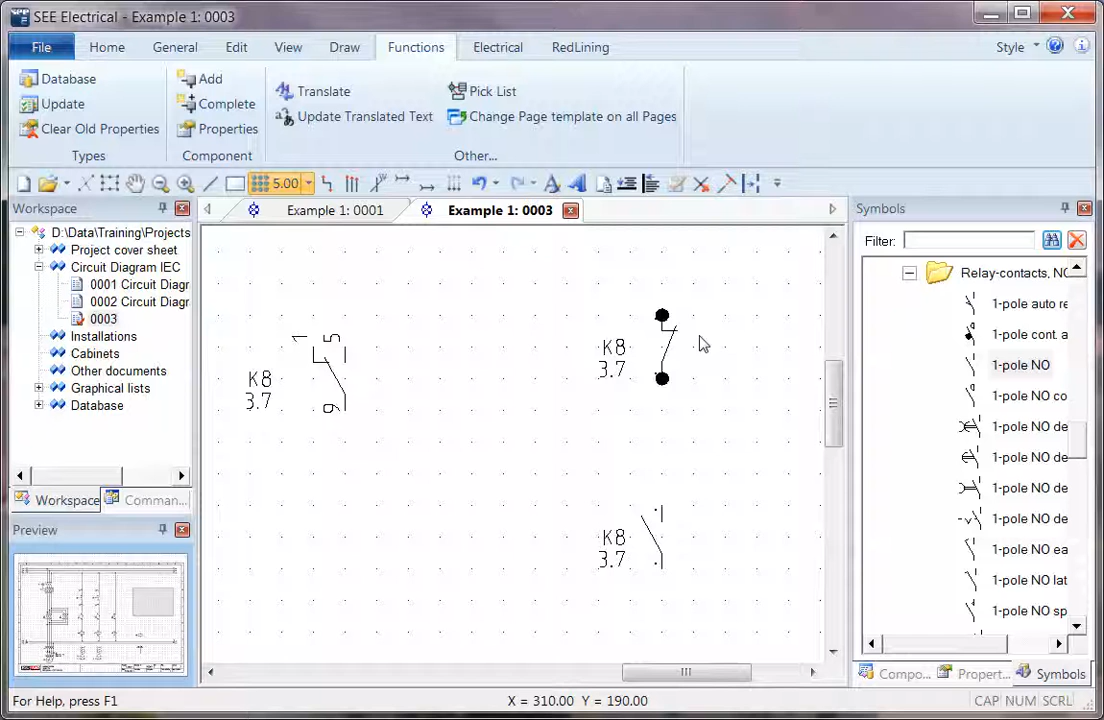 SEE Electrical - Example 1: 0003
File
Home
General
Edit
View
Draw
Functions
Electrical
RedLining
Style
Database
Update
Clear Old Properties
Types
Add
Complete
Properties
Component
Translate
Update Translated Text
Pick List
Change Page template on all Pages
Other...
5.00
Workspace
Example 1: 0001
Example 1: 0003
Symbols
D:\Data\Training\Projects
Project cover sheet
Circuit Diagram IEC
0001 Circuit Diagr
0002 Circuit Diagr
0003
Installations
Cabinets
Other documents
Graphical lists
Database
Workspace
Comman...
Preview
K8
3.7
1
5
9
K8
3.7
K8
3.7
Filter:
Relay-contacts, NO
1-pole auto re
1-pole cont. a
1-pole NO
1-pole NO co
1-pole NO de
1-pole NO de
1-pole NO de
1-pole NO de
1-pole NO ea
1-pole NO lat
1-pole NO sp
Compo...
Propert...
Symbols
For Help, press F1
X = 310.00 Y = 190.00
CAP NUM SCRL